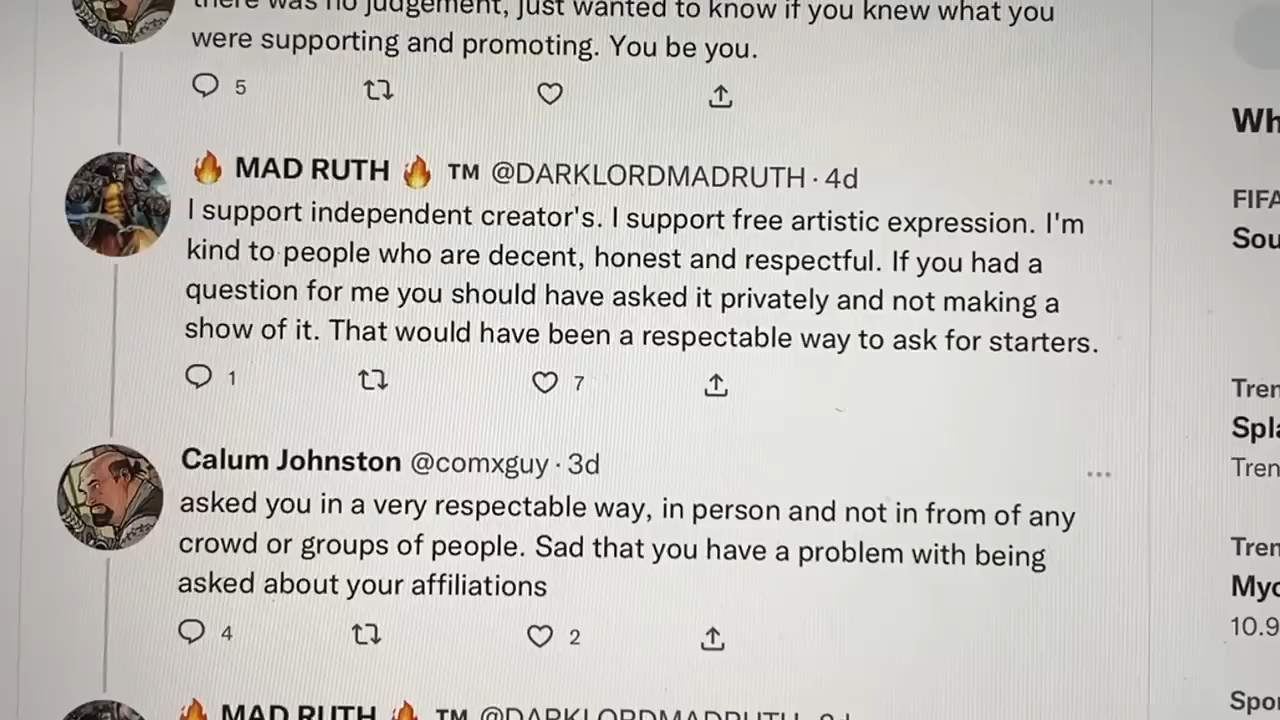 there was no judgement, just wanted to know if you knew what you
were supporting and promoting. You be you.
5
🔥 MAD RUTH 🔥 ™ @DARKLORDMADRUTH · 4d
I support independent creator's. I support free artistic expression. I'm
kind to people who are decent, honest and respectful. If you had a
question for me you should have asked it privately and not making a
show of it. That would have been a respectable way to ask for starters.
1 7
Calum Johnston @comxguy · 3d
asked you in a very respectable way, in person and not in from of any
crowd or groups of people. Sad that you have a problem with being
asked about your affiliations
4 2
🔥 MAD RUTH 🔥 ™ @DARKLORDMADRUTH
Wh
FIFA
Sou
Tren
Spla
Tren
Tren
Myc
10.9
Spo